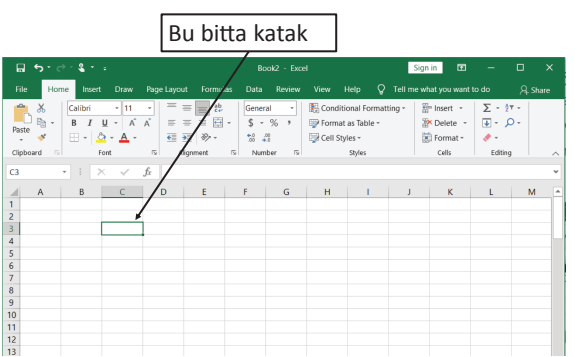 Bu bitta katak
Book2 - Excel
Sign in
File Home Insert Draw Page Layout Formulas Data Review View Help Tell me what you want to do Share
Calibri 11 General Conditional Formatting Insert
Paste B I U $ % , Format as Table Delete
A Cell Styles Format
Clipboard Font Alignment Number Styles Cells Editing
C3 fx
A B C D E F G H I J K L M
1
2
3
4
5
6
7
8
9
10
11
12
13